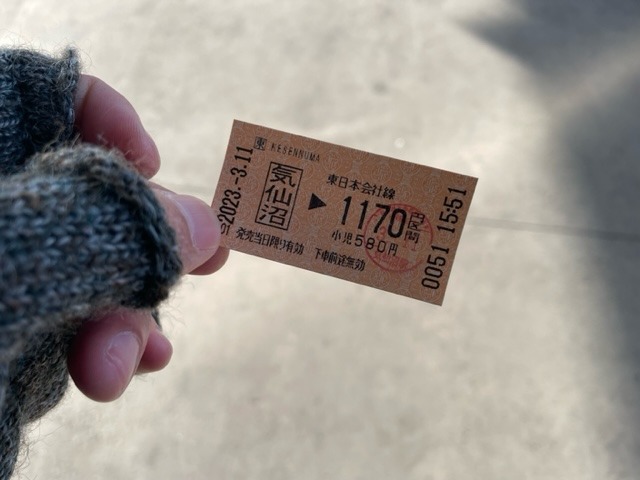 東 KESENNUMA
2023.-3.11
気仙沼
東日本会社線
▶ 1170円区間
小児580円
発売当日限り有効 下車前途無効
0051 15:51